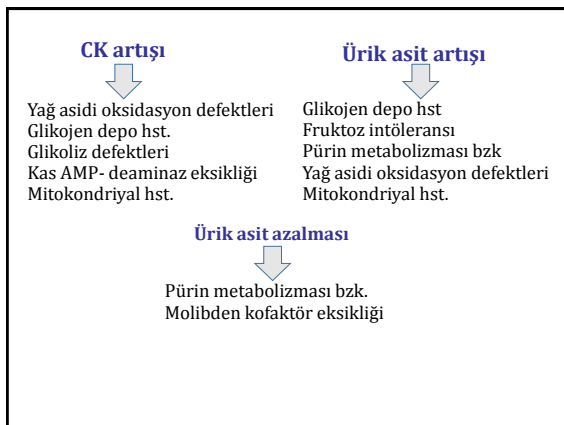 CK artışı
Yağ asidi oksidasyon defektleri
Glikojen depo hst.
Glikoliz defektleri
Kas AMP- deaminaz eksikliği
Mitokondriyal hst.
Ürik asit artışı
Glikojen depo hst
Fruktoz intöleransı
Pürin metabolizması bzk
Yağ asidi oksidasyon defektleri
Mitokondriyal hst.
Ürik asit azalması
Pürin metabolizması bzk.
Molibden kofaktör eksikliği